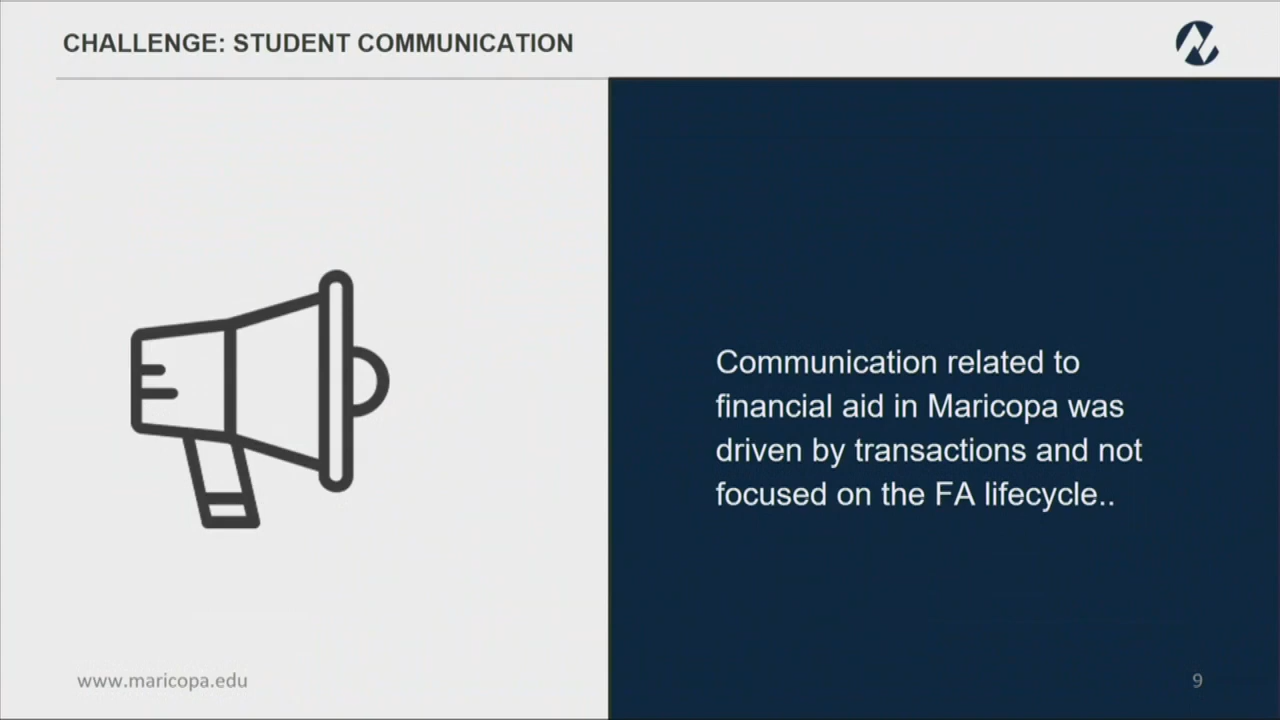 CHALLENGE: STUDENT COMMUNICATION
Communication related to
financial aid in Maricopa was
driven by transactions and not
focused on the FA lifecycle..
www.maricopa.edu
9